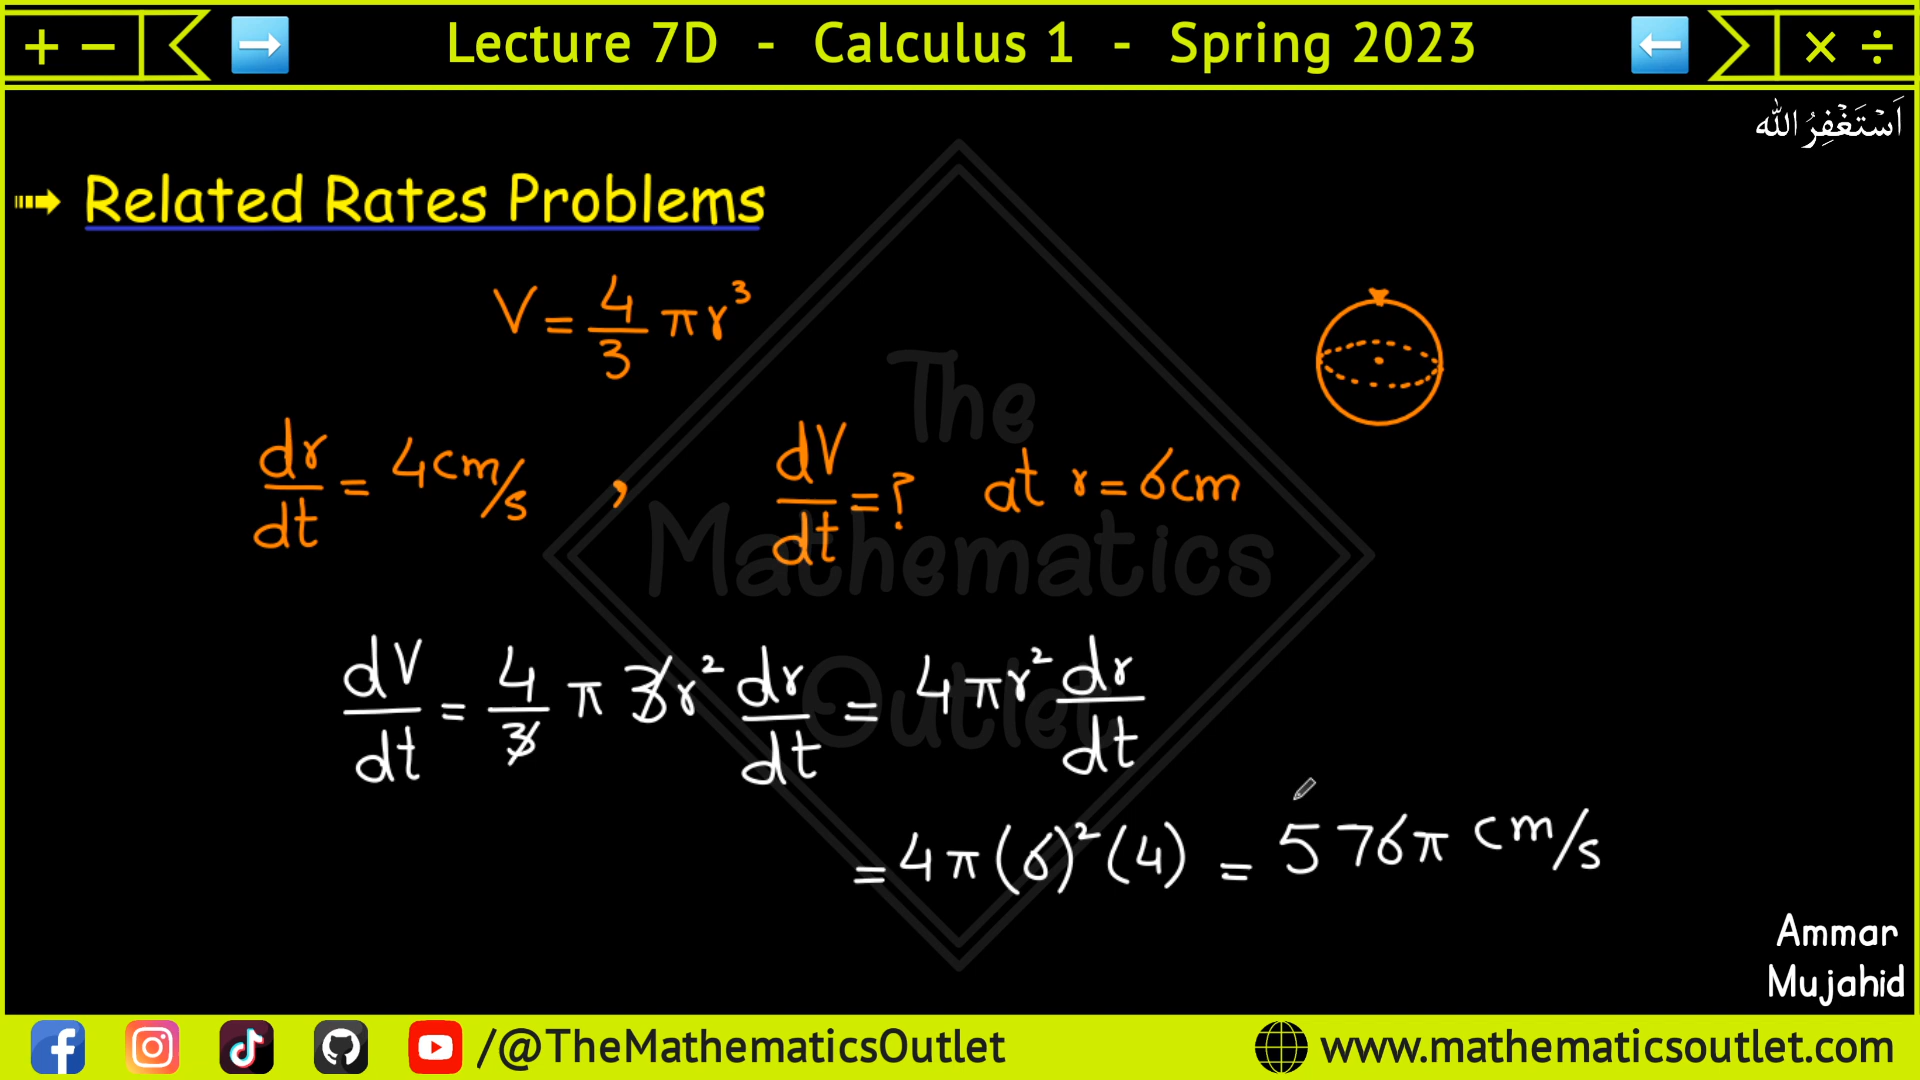 + − Lecture 7D - Calculus 1 - Spring 2023 × ÷
اَسْتَغْفِرُ اللّٰه
Related Rates Problems
V = 4/3 πr³
dr/dt = 4cm/s , dV/dt = ? at r = 6cm
dV/dt = 4/3 π 3r² dr/dt = 4πr² dr/dt
= 4π(6)²(4) = 576π cm/s
The
Mathematics
Outlet
Ammar
Mujahid
/@TheMathematicsOutlet www.mathematicsoutlet.com